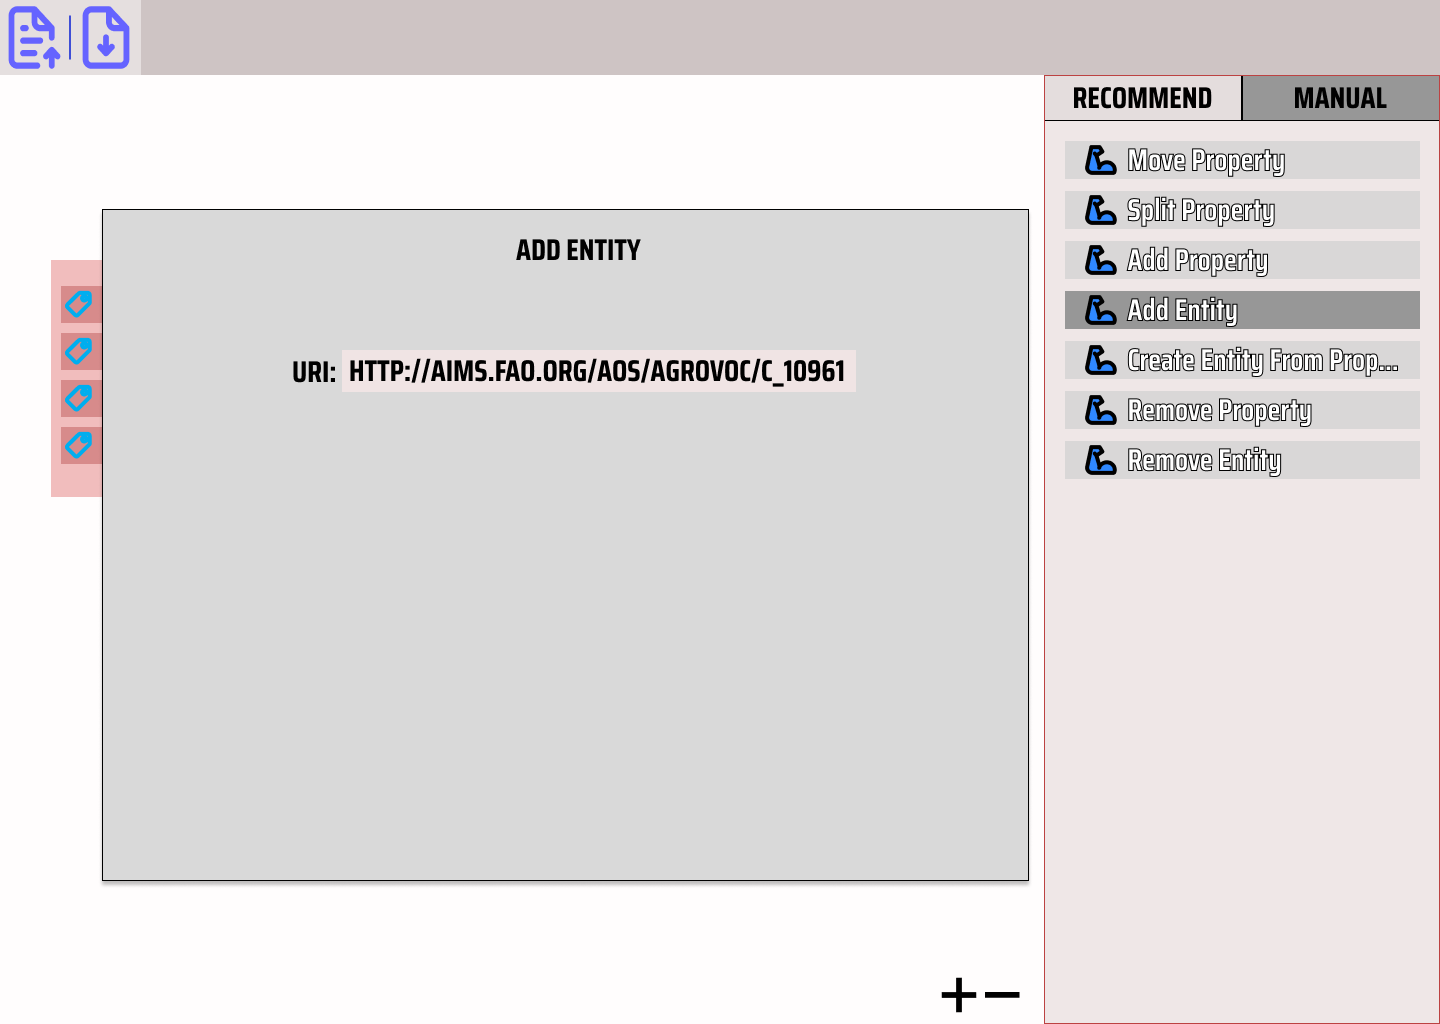 RECOMMEND
MANUAL
Move Property
Split Property
Add Property
Add Entity
Create Entity From Prop...
Remove Property
Remove Entity
ADD ENTITY
URI: HTTP://AIMS.FAO.ORG/AOS/AGROVOC/C_10961